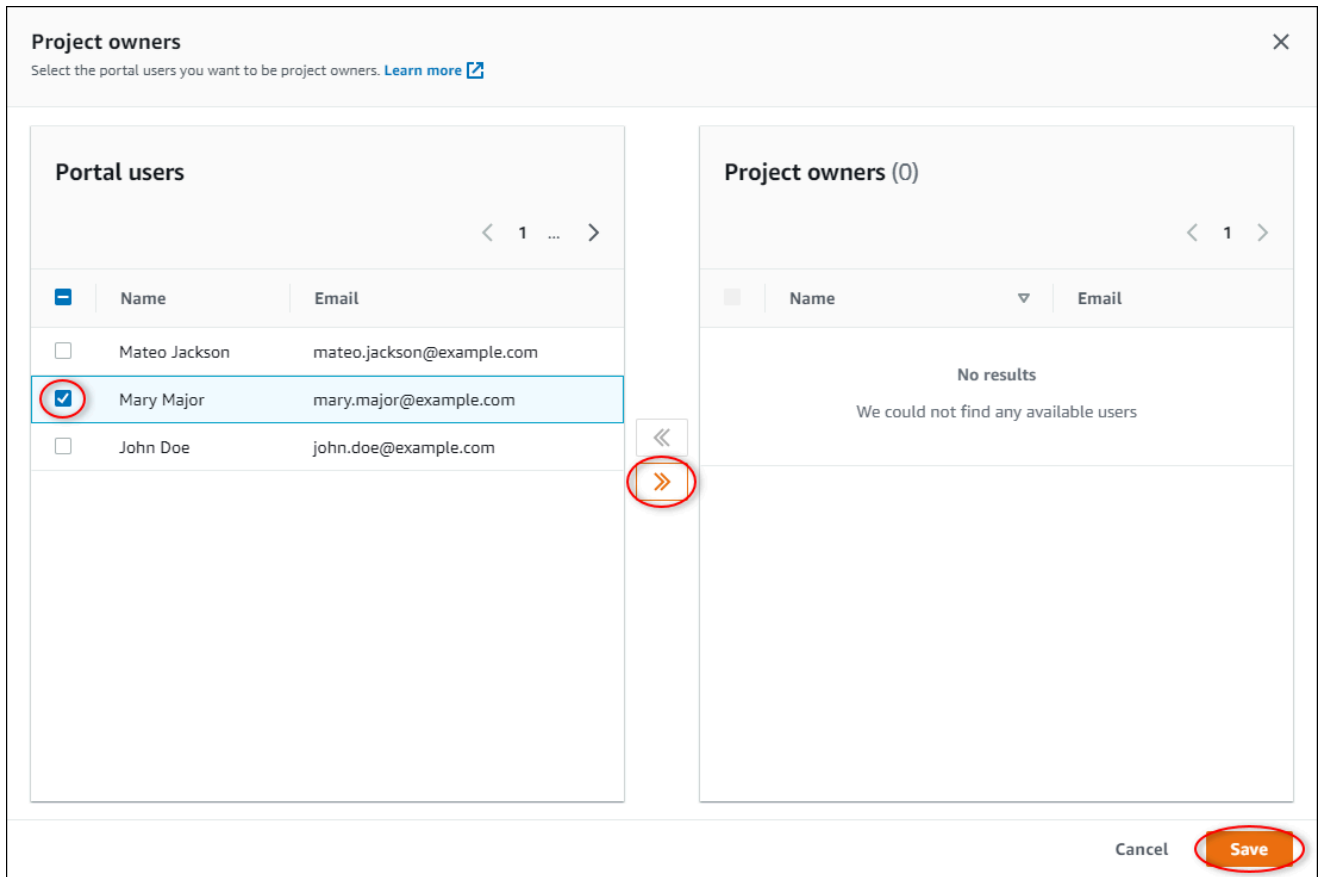 Project owners
Select the portal users you want to be project owners. Learn more
Portal users
1 ...
Name Email
Mateo Jackson mateo.jackson@example.com
Mary Major mary.major@example.com
John Doe john.doe@example.com
Project owners (0)
1
Name Email
No results
We could not find any available users
Cancel Save